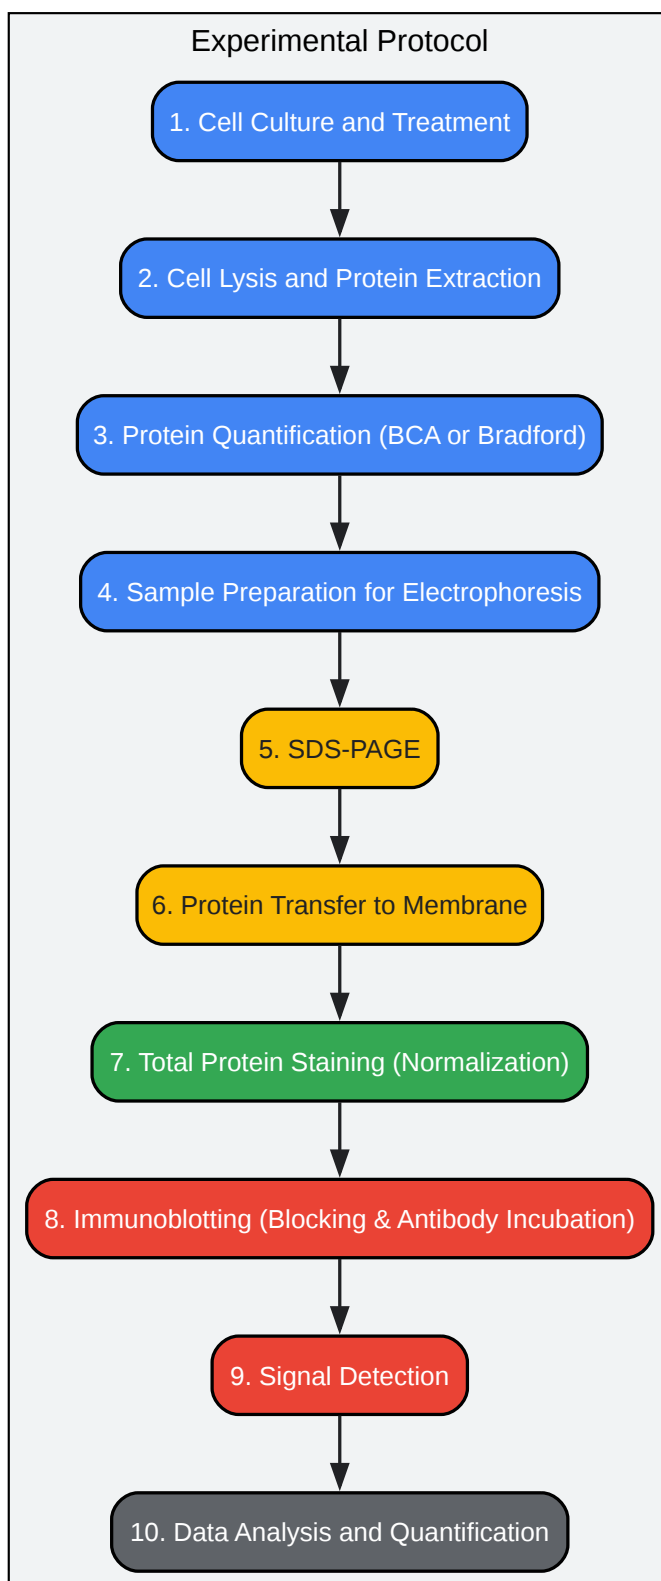 Experimental Protocol
1. Cell Culture and Treatment
2. Cell Lysis and Protein Extraction
3. Protein Quantification (BCA or Bradford)
4. Sample Preparation for Electrophoresis
5. SDS-PAGE
6. Protein Transfer to Membrane
7. Total Protein Staining (Normalization)
8. Immunoblotting (Blocking & Antibody Incubation)
9. Signal Detection
10. Data Analysis and Quantification